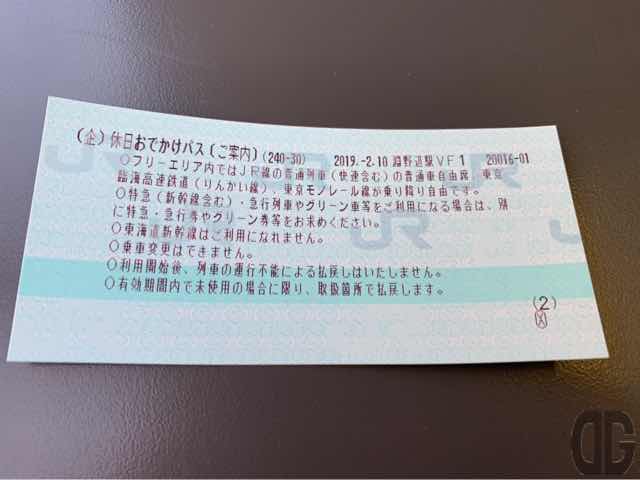 (企) 休日おでかけパス〔ご案内〕(240-30) 2019.-2.10 淵野辺駅VF1 20016-01
○フリーエリア内ではJR線の普通列車(快速含む)の普通車自由席、東京
臨海高速鉄道(りんかい線)、東京モノレール線が乗り降り自由です。
○特急(新幹線含む)・急行列車やグリーン車等をご利用になる場合は、別
に特急・急行券やグリーン券等をお求めください。
○東海道新幹線はご利用になれません。
○乗車変更はできません。
○利用開始後、列車の運行不能による払戻しはいたしません。
○有効期間内で未使用の場合に限り、取扱箇所で払戻します。
(2)
JR
DG